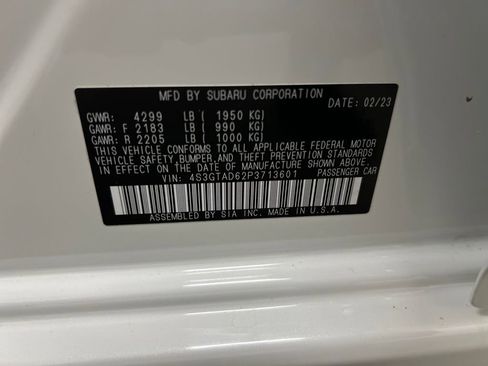 MFD BY SUBARU CORPORATION DATE: 02/23
GVWR: 4299 LB ( 1950 KG)
GAWR: F 2183 LB ( 990 KG)
GAWR: R 2205 LB ( 1000 KG)
THIS VEHICLE CONFORMS TO ALL APPLICABLE FEDERAL MOTOR
VEHICLE SAFETY, BUMPER, AND THEFT PREVENTION STANDARDS
IN EFFECT ON THE DATE OF MANUFACTURE SHOWN ABOVE.
VIN: 4S3GTAD62P3713601 PASSENGER CAR
ASSEMBLED BY SIA INC. MADE IN U.S.A.